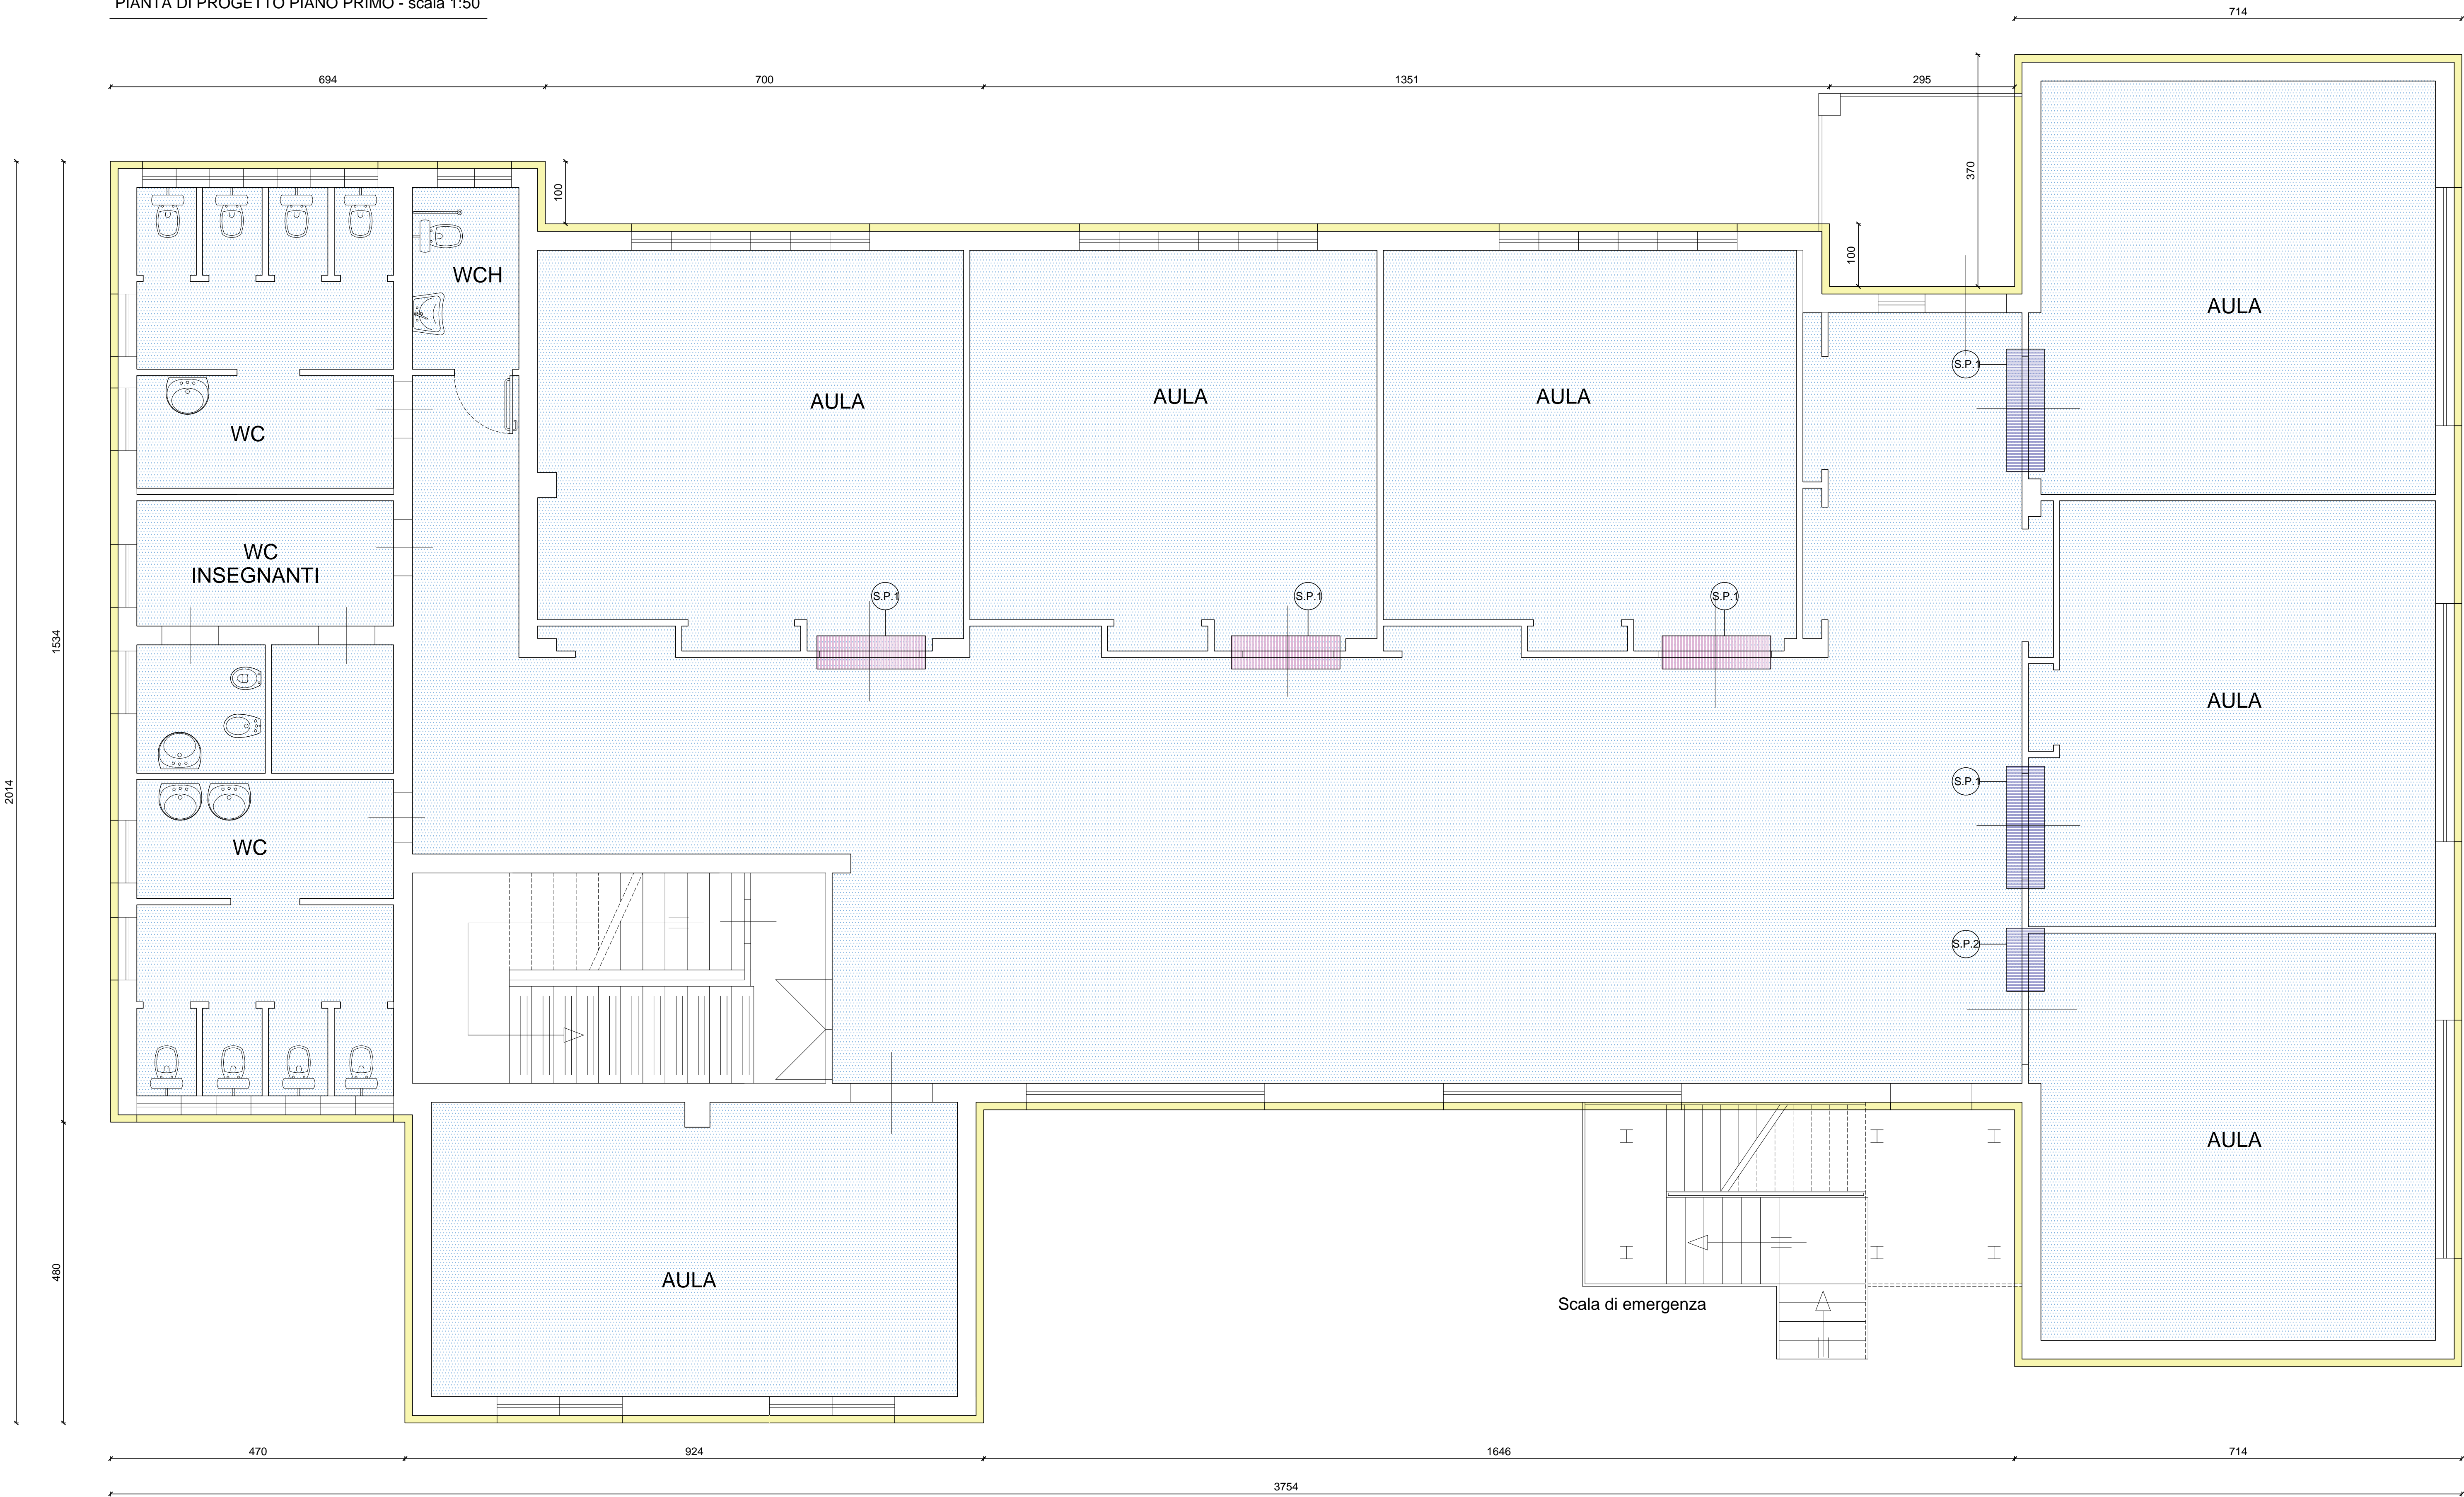 PIANTA DI PROGETTO PIANO PRIMO - scala 1:50
714
694
700
1351
295
100
370
100
WCH
AULA
AULA
AULA
AULA
S.P.1
WC
WC
INSEGNANTI
S.P.1
S.P.1
S.P.1
1534
2014
AULA
S.P.1
WC
S.P.2
AULA
480
AULA
Scala di emergenza
470
924
1646
714
3754